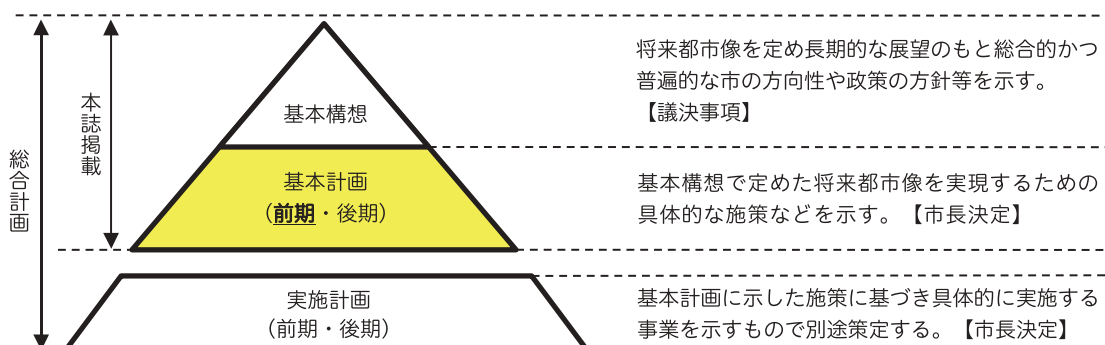 総合計画
本誌掲載
基本構想
将来都市像を定め長期的な展望のもと総合的かつ
普遍的な市の方向性や政策の方針等を示す。
【議決事項】
基本計画
（前期・後期）
基本構想で定めた将来都市像を実現するための
具体的な施策などを示す。【市長決定】
実施計画
（前期・後期）
基本計画に示した施策に基づき具体的に実施する
事業を示すもので別途策定する。【市長決定】